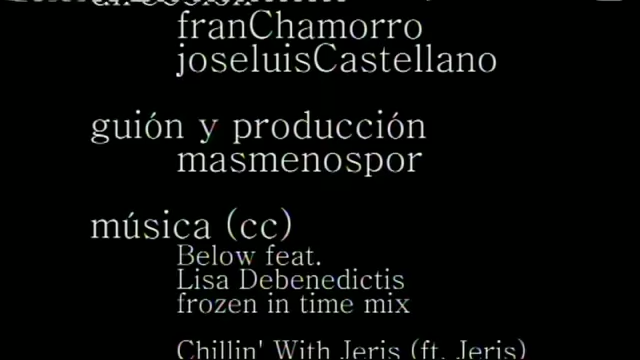 franChamorro
joseluisCastellano
guión y producción
masmenospor
música (cc)
Below feat.
Lisa Debenedictis
frozen in time mix
Chillin' With Jeris (ft. Jeris)